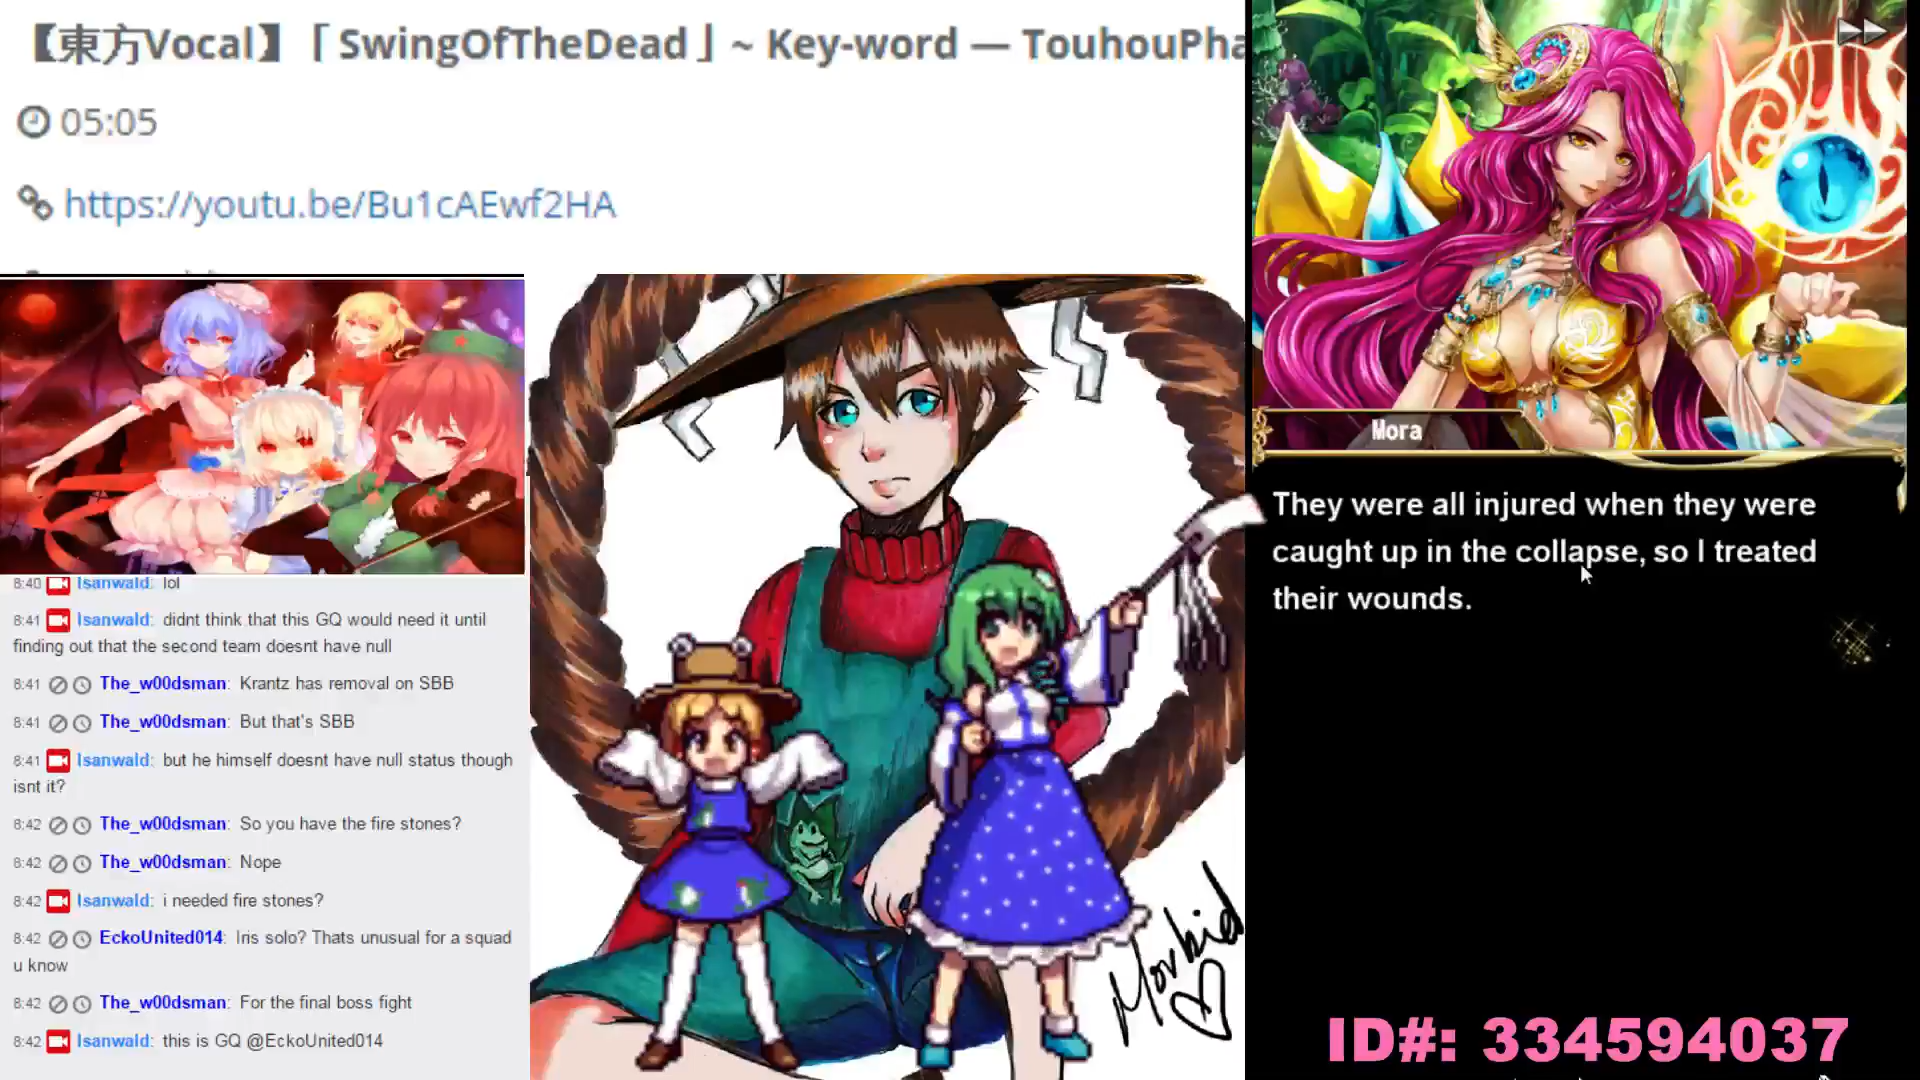 【東方Vocal】「 SwingOfTheDead 」 ~ Key-word — TouhouPha
05:05
https://youtu.be/Bu1cAEwf2HA
8:40 Isanwald: lol
8:41 Isanwald: didnt think that this GQ would need it until
finding out that the second team doesnt have null
8:41 The_w00dsman: Krantz has removal on SBB
8:41 The_w00dsman: But that's SBB
8:41 Isanwald: but he himself doesnt have null status though
isnt it?
8:42 The_w00dsman: So you have the fire stones?
8:42 The_w00dsman: Nope
8:42 Isanwald: i needed fire stones?
8:42 EckoUnited014: Iris solo? Thats unusual for a squad
u know
8:42 The_w00dsman: For the final boss fight
8:42 Isanwald: this is GQ @EckoUnited014
Morbid
Mora
They were all injured when they were
caught up in the collapse, so I treated
their wounds.
ID#: 334594037